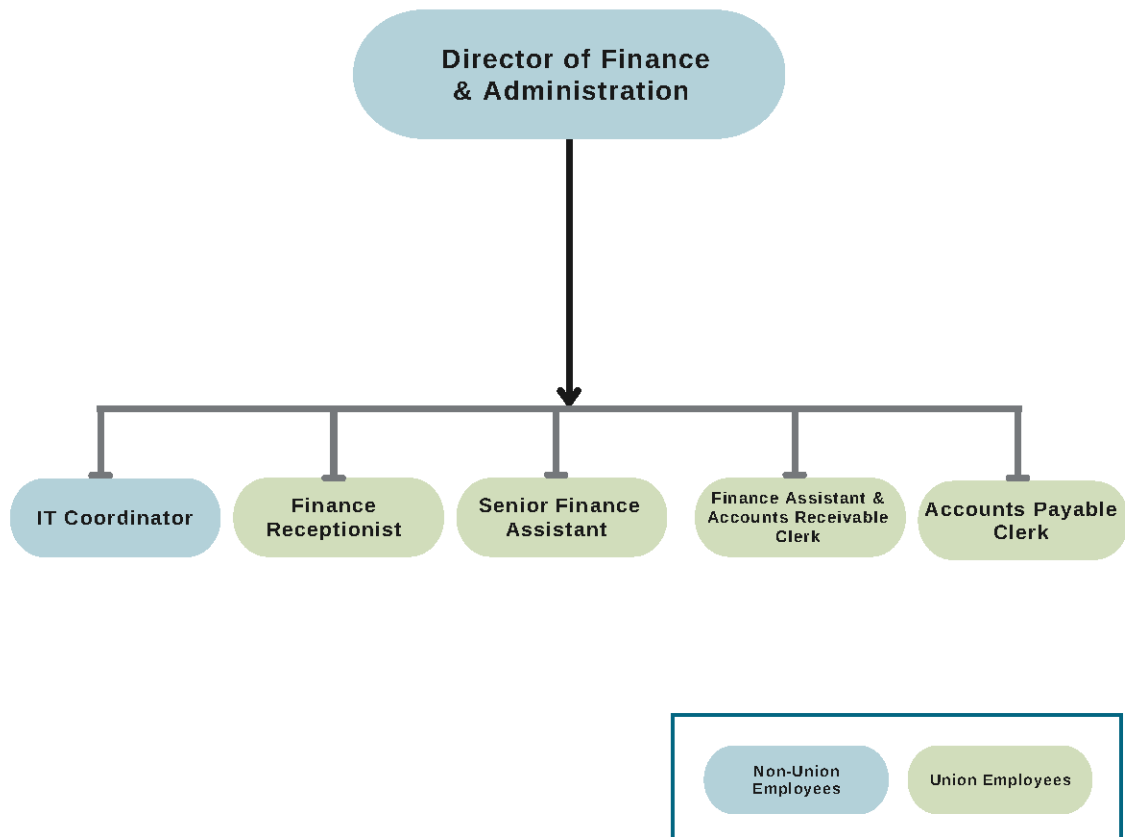 Director of Finance
& Administration
IT Coordinator
Finance
Receptionist
Senior Finance
Assistant
Finance Assistant &
Accounts Receivable
Clerk
Accounts Payable
Clerk
Non-Union
Employees
Union Employees